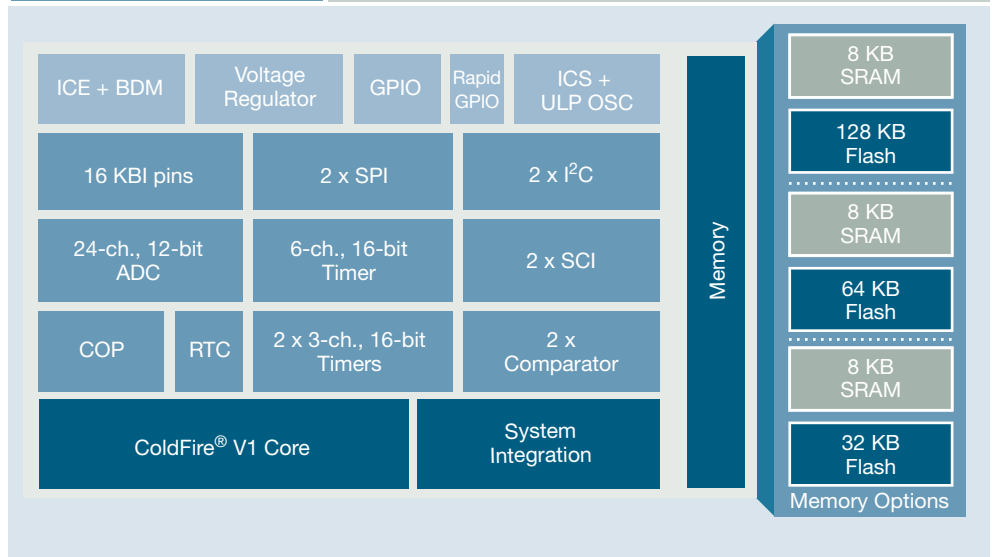 ICE + BDM
Voltage
Regulator
GPIO
Rapid
GPIO
ICS +
ULP OSC
16 KBI pins
2 x SPI
2 x I²C
24-ch., 12-bit
ADC
6-ch., 16-bit
Timer
2 x SCI
COP
RTC
2 x 3-ch., 16-bit
Timers
2 x
Comparator
ColdFire® V1 Core
System
Integration
Memory
8 KB
SRAM
128 KB
Flash
8 KB
SRAM
64 KB
Flash
8 KB
SRAM
32 KB
Flash
Memory Options